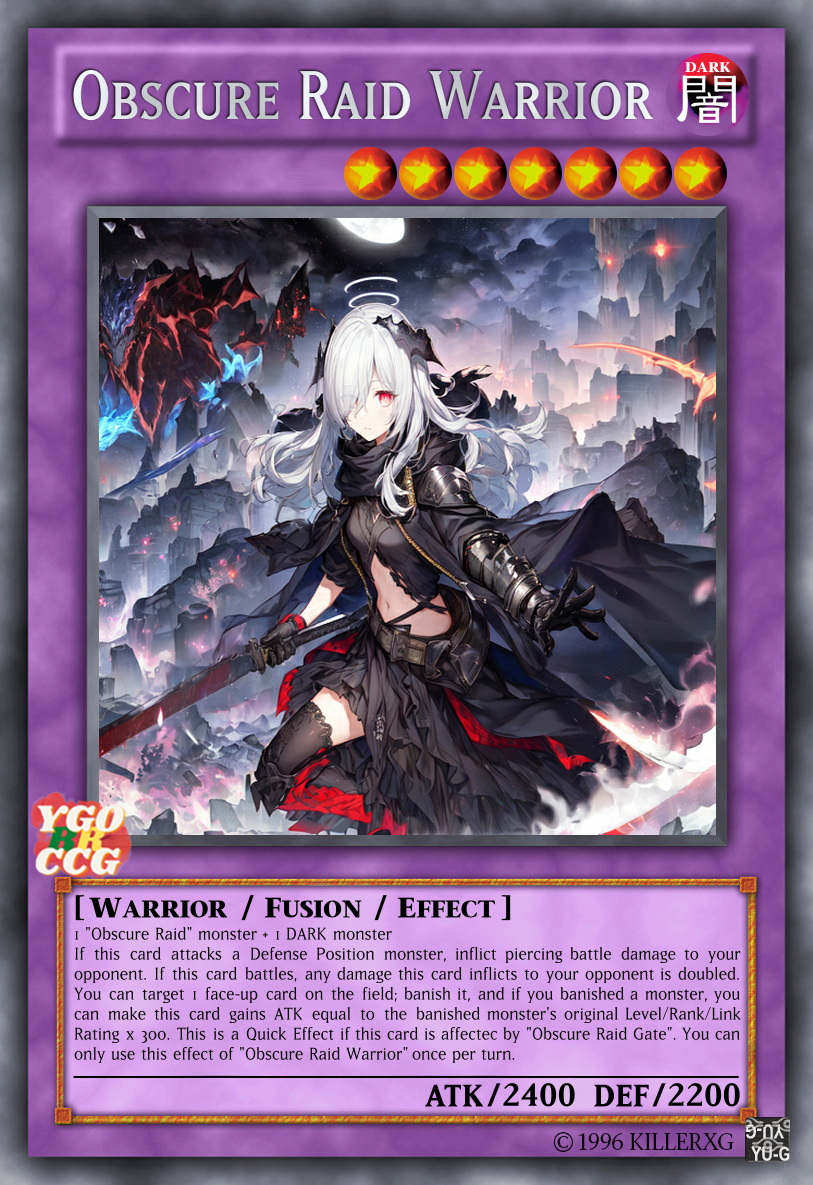 Obscure Raid Warrior
DARK
闇
YGO
RR
CCG
[ Warrior / Fusion / Effect ]
1 "Obscure Raid" monster + 1 DARK monster
If this card attacks a Defense Position monster, inflict piercing battle damage to your
opponent. If this card battles, any damage this card inflicts to your opponent is doubled.
You can target 1 face-up card on the field; banish it, and if you banished a monster, you
can make this card gains ATK equal to the banished monster's original Level/Rank/Link
Rating x 300. This is a Quick Effect if this card is affectec by "Obscure Raid Gate". You can
only use this effect of "Obscure Raid Warrior" once per turn.
ATK/2400 DEF/2200
© 1996 KILLERXG
YU-G